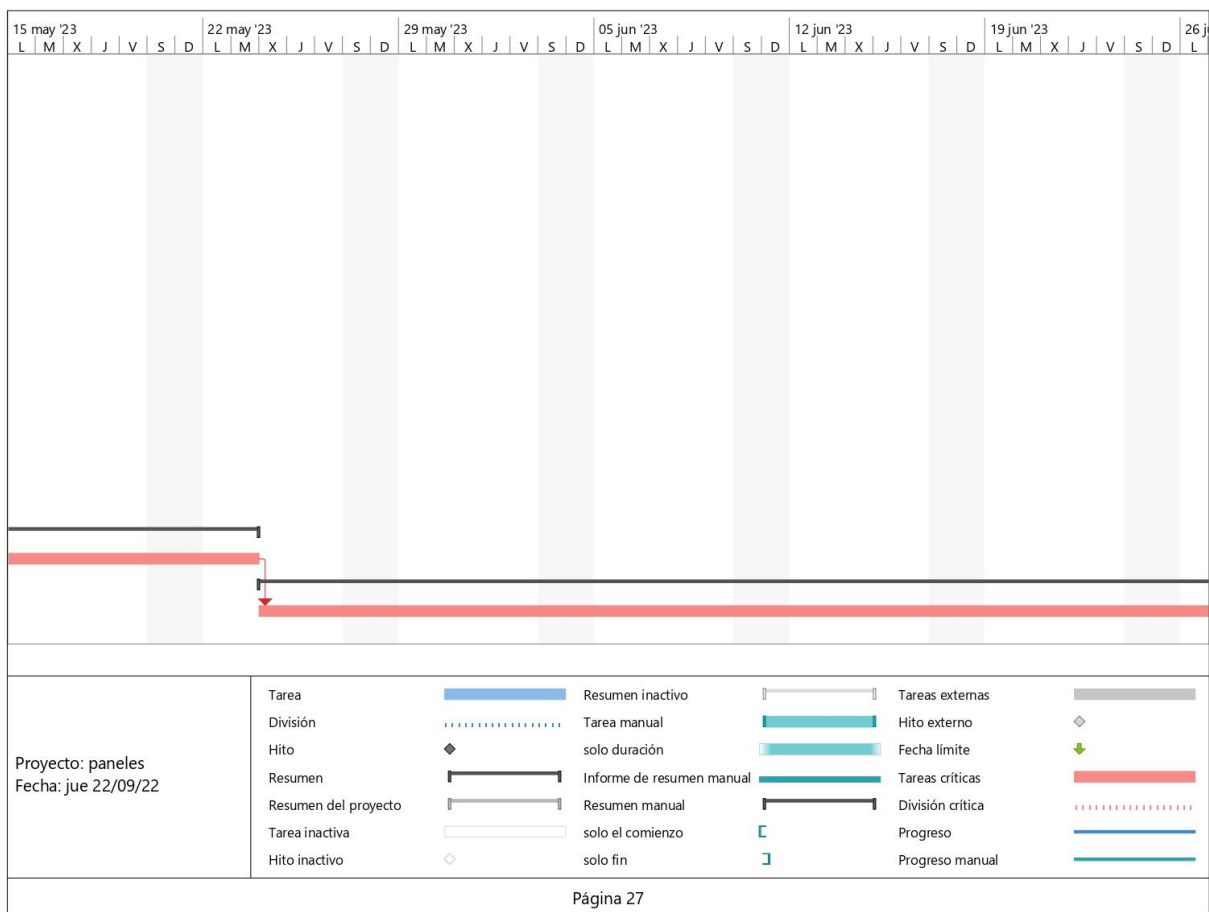 15 may '23 22 may '23 29 may '23 05 jun '23 12 jun '23 19 jun '23 26 j
L M X J V S D L M X J V S D L M X J V S D L M X J V S D L M X J V S D L M X J V S D L
Proyecto: paneles
Fecha: jue 22/09/22
Tarea
División
Hito
Resumen
Resumen del proyecto
Tarea inactiva
Hito inactivo
Resumen inactivo
Tarea manual
solo duración
Informe de resumen manual
Resumen manual
solo el comienzo
solo fin
Tareas externas
Hito externo
Fecha límite
Tareas críticas
División crítica
Progreso
Progreso manual
Página 27